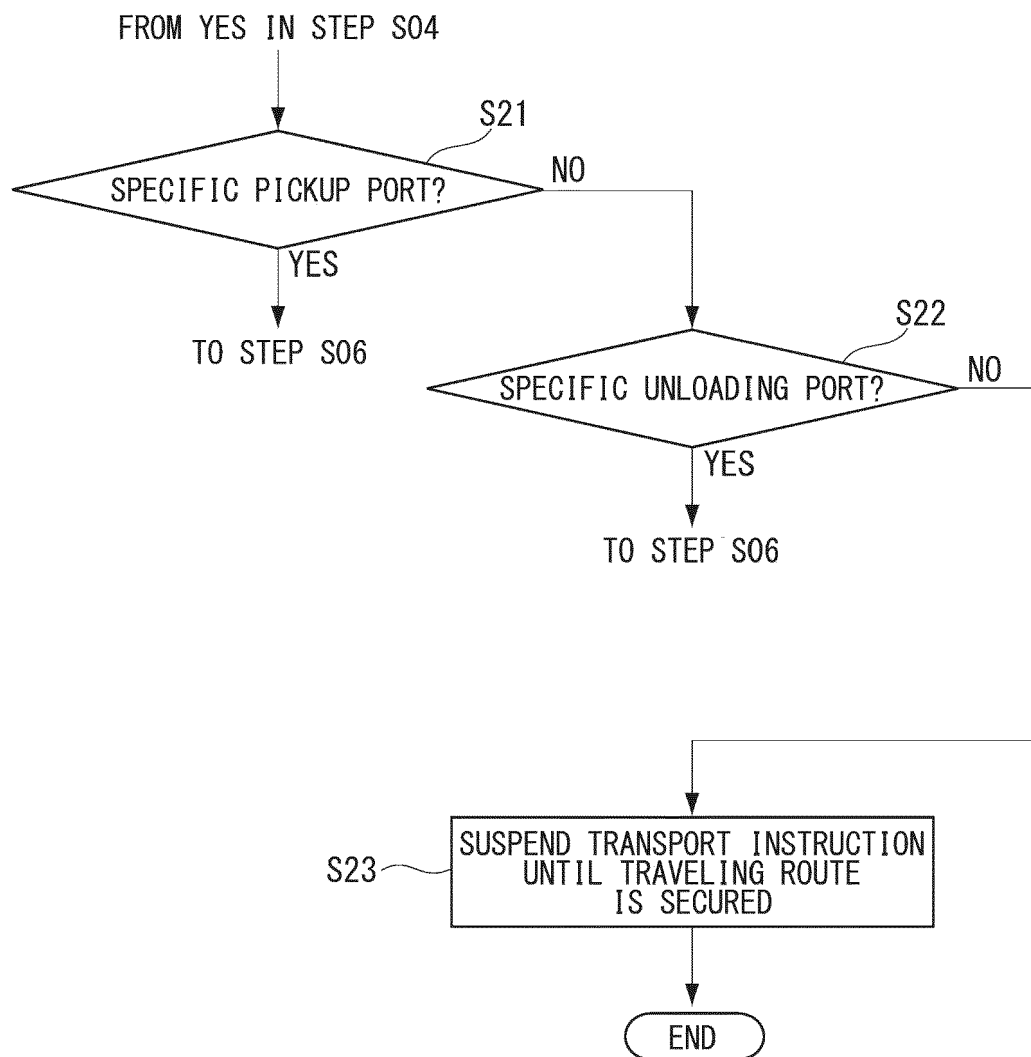 FROM YES IN STEP S04
S21
SPECIFIC PICKUP PORT?
NO
YES
TO STEP S06
S22
SPECIFIC UNLOADING PORT?
NO
YES
TO STEP S06
S23
SUSPEND TRANSPORT INSTRUCTION
UNTIL TRAVELING ROUTE
IS SECURED
END